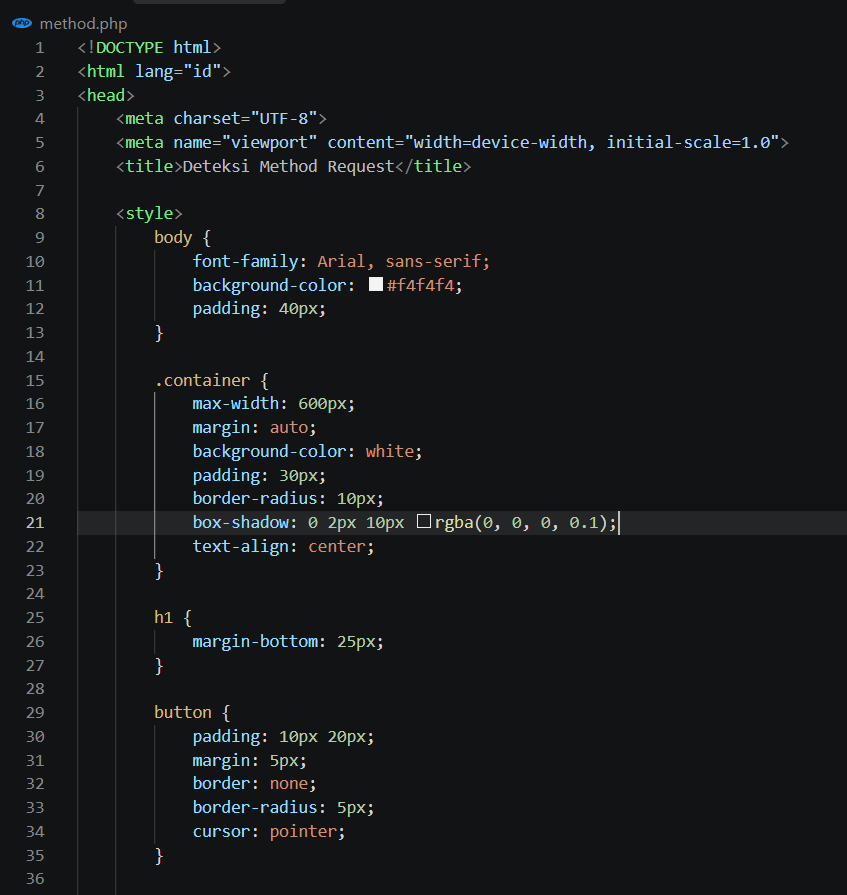 php method.php
1 <!DOCTYPE html>
2 <html lang="id">
3 <head>
4     <meta charset="UTF-8">
5     <meta name="viewport" content="width=device-width, initial-scale=1.0">
6     <title>Deteksi Method Request</title>
7
8     <style>
9         body {
10             font-family: Arial, sans-serif;
11             background-color: #f4f4f4;
12             padding: 40px;
13         }
14
15         .container {
16             max-width: 600px;
17             margin: auto;
18             background-color: white;
19             padding: 30px;
20             border-radius: 10px;
21             box-shadow: 0 2px 10px rgba(0, 0, 0, 0.1);
22             text-align: center;
23         }
24
25         h1 {
26             margin-bottom: 25px;
27         }
28
29         button {
30             padding: 10px 20px;
31             margin: 5px;
32             border: none;
33             border-radius: 5px;
34             cursor: pointer;
35         }
36